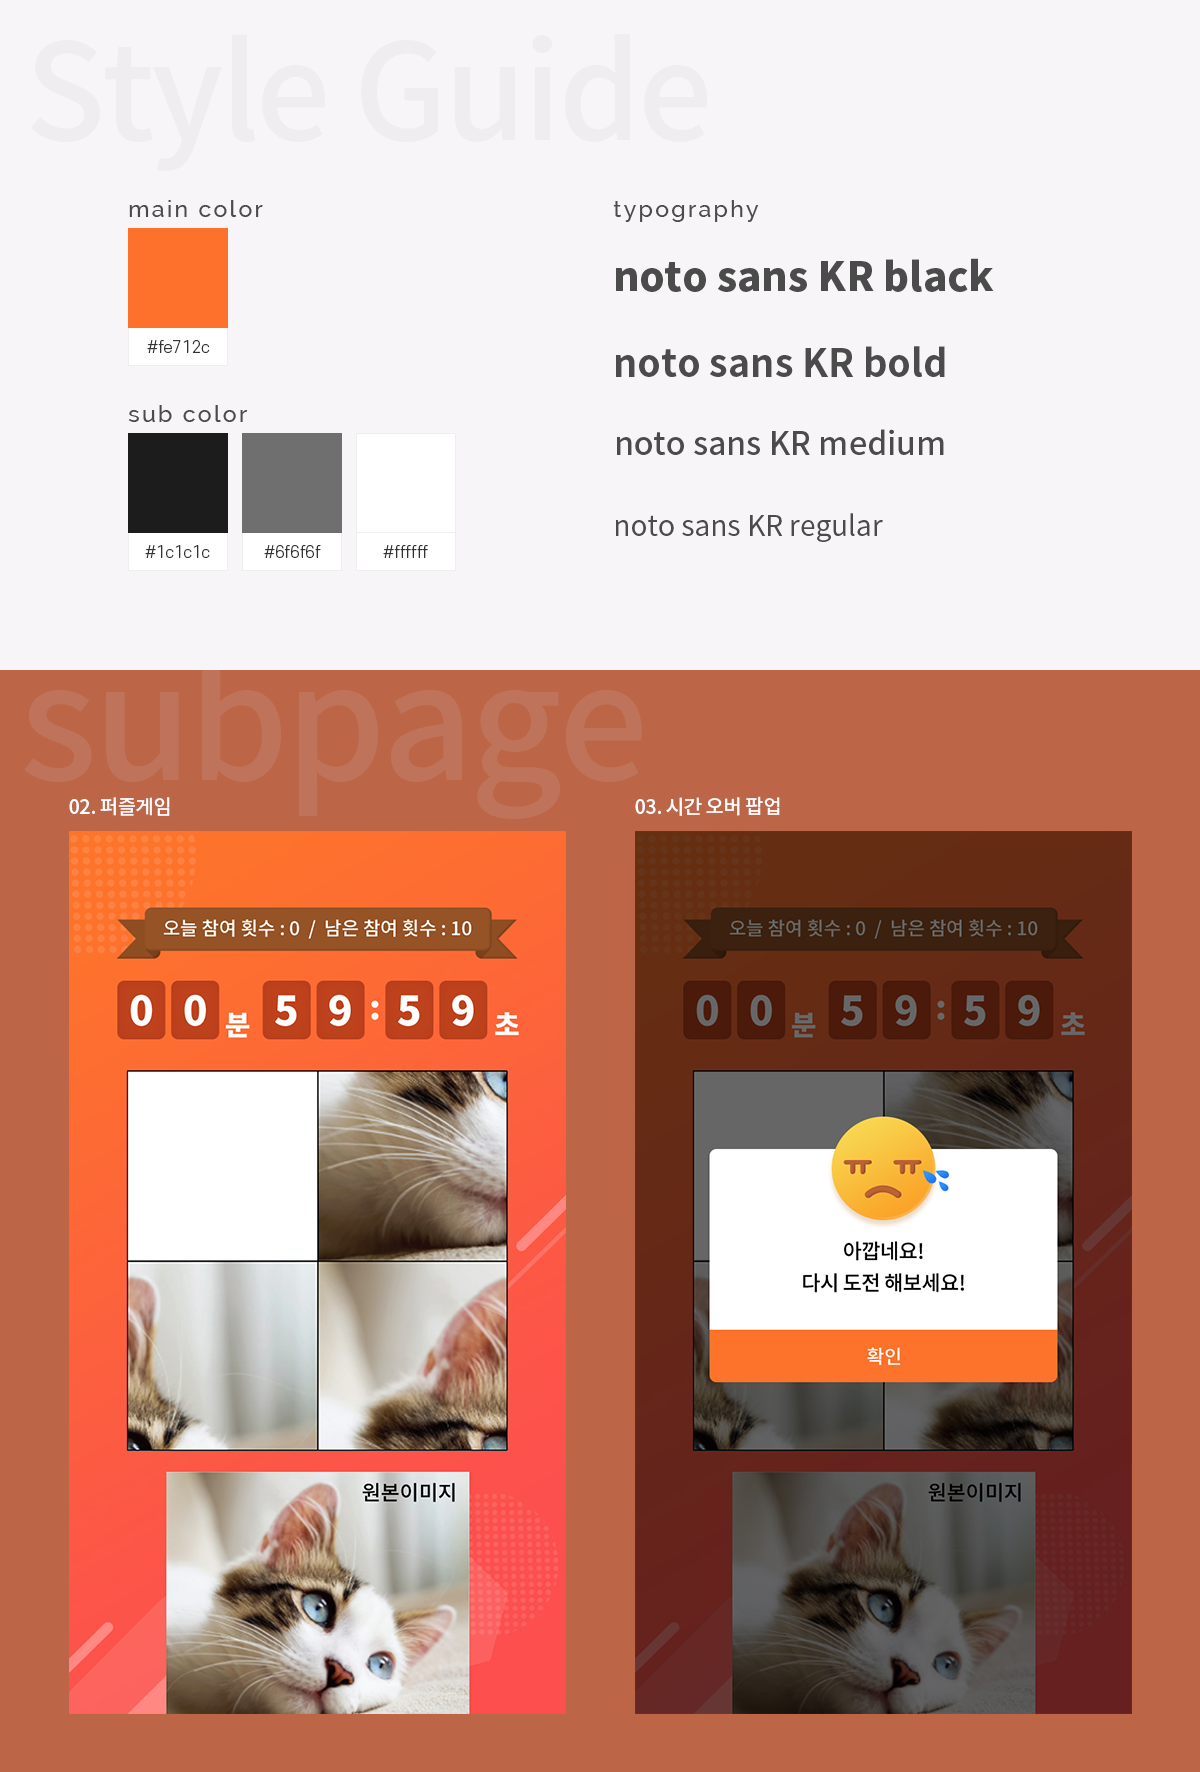 Style Guide
main color
#fe712c
sub color
#1c1c1c
#6f6f6f
#ffffff
typography
noto sans KR black
noto sans KR bold
noto sans KR medium
noto sans KR regular
subpage
02. 퍼즐게임
오늘 참여 횟수 : 0 / 남은 참여 횟수 : 10
00분 59:59초
원본이미지
03. 시간 오버 팝업
오늘 참여 횟수 : 0 / 남은 참여 횟수 : 10
00분 59:59초
아깝네요!
다시 도전 해보세요!
확인
원본이미지